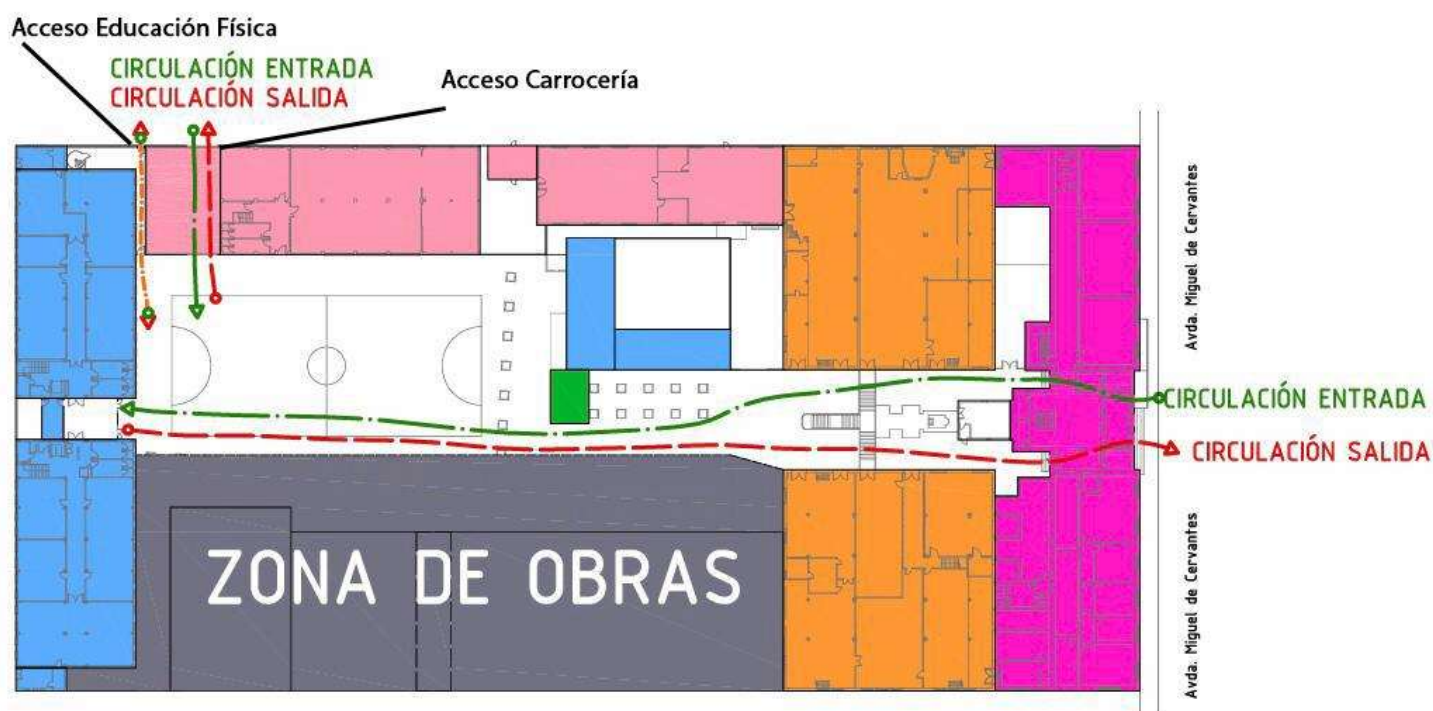 Acceso Educación Física
CIRCULACIÓN ENTRADA
CIRCULACIÓN SALIDA
Acceso Carrocería
Avda. Miguel de Cervantes
CIRCULACIÓN ENTRADA
CIRCULACIÓN SALIDA
ZONA DE OBRAS
Avda. Miguel de Cervantes